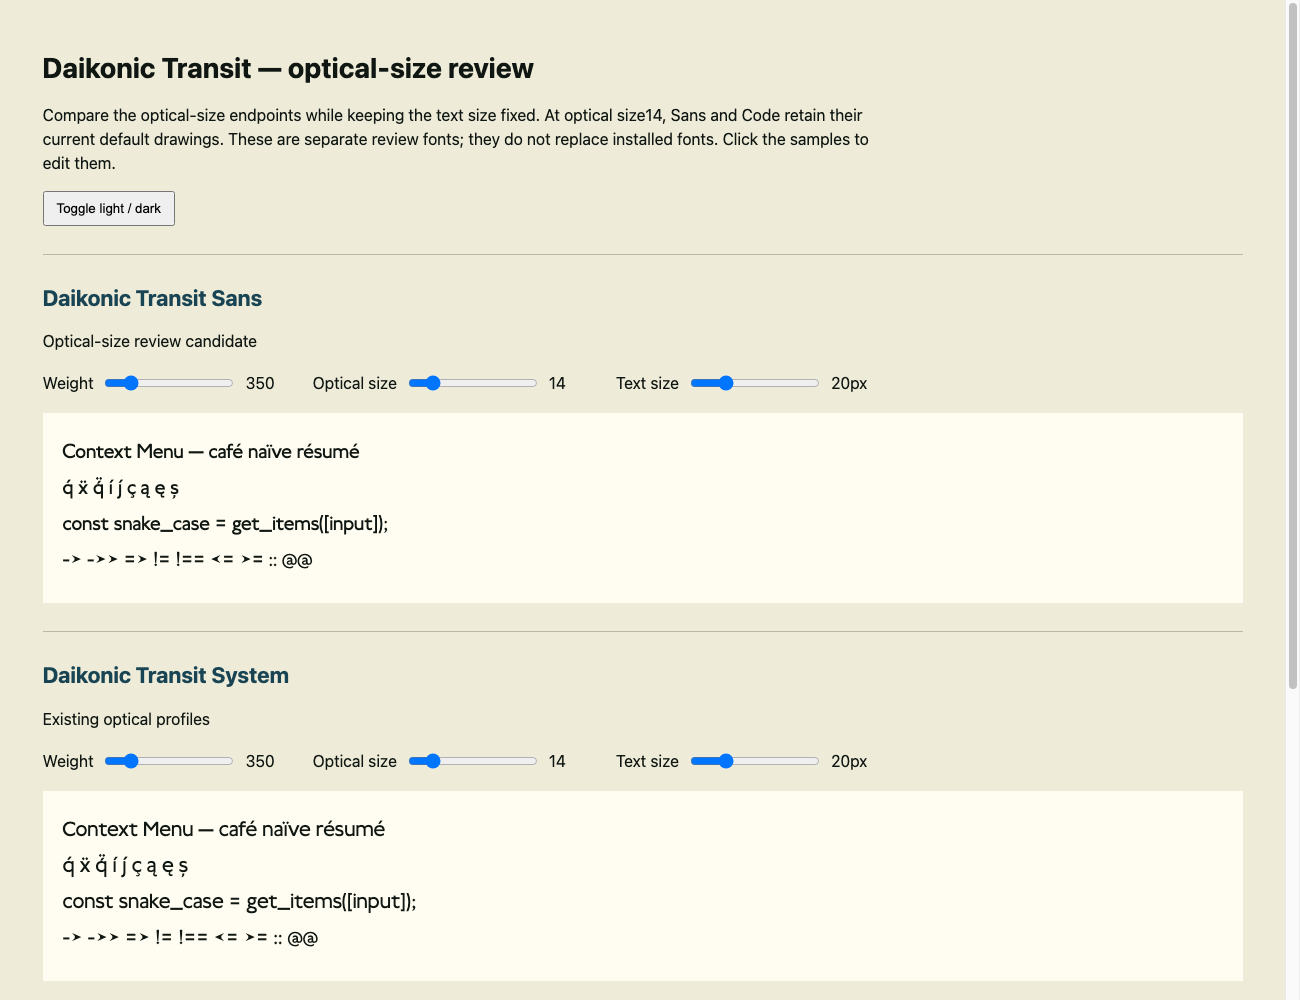 Daikonic Transit — optical-size review
Compare the optical-size endpoints while keeping the text size fixed. At optical size14, Sans and Code retain their
current default drawings. These are separate review fonts; they do not replace installed fonts. Click the samples to
edit them.
Toggle light / dark
Daikonic Transit Sans
Optical-size review candidate
Weight 350 Optical size 14 Text size 20px
Context Menu — café naïve résumé
q́ ẍ q̈́ í j́ ç ą ę ș
const snake_case = get_items([input]);
-> ->> => != !== <= >= :: @@
Daikonic Transit System
Existing optical profiles
Weight 350 Optical size 14 Text size 20px
Context Menu — café naïve résumé
q́ ẍ q̈́ í j́ ç ą ę ș
const snake_case = get_items([input]);
-> ->> => != !== <= >= :: @@